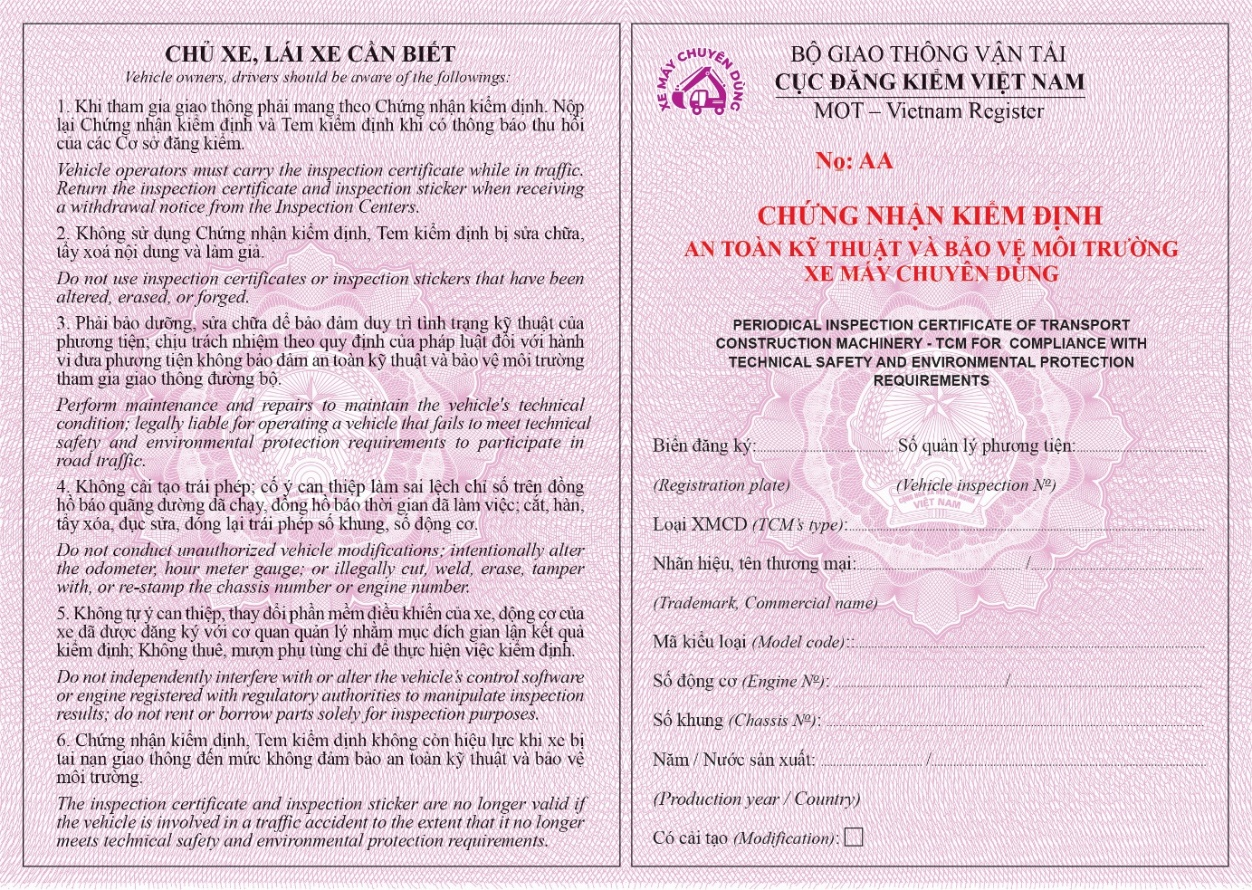 CHỦ XE, LÁI XE CẦN BIẾT
Vehicle owners, drivers should be aware of the followings:
1. Khi tham gia giao thông phải mang theo Chứng nhận kiểm định. Nộp
lại Chứng nhận kiểm định và Tem kiểm định khi có thông báo thu hồi
của các Cơ sở đăng kiểm.
Vehicle operators must carry the inspection certificate while in traffic.
Return the inspection certificate and inspection sticker when receiving
a withdrawal notice from the Inspection Centers.
2. Không sử dụng Chứng nhận kiểm định, Tem kiểm định bị sửa chữa,
tẩy xoá nội dung và làm giả.
Do not use inspection certificates or inspection stickers that have been
altered, erased, or forged.
3. Phải bảo dưỡng, sửa chữa để bảo đảm duy trì tình trạng kỹ thuật của
phương tiện; chịu trách nhiệm theo quy định của pháp luật đối với hành
vi đưa phương tiện không bảo đảm an toàn kỹ thuật và bảo vệ môi trường
tham gia giao thông đường bộ.
Perform maintenance and repairs to maintain the vehicle's technical
condition; legally liable for operating a vehicle that fails to meet technical
safety and environmental protection requirements to participate in
road traffic.
4. Không cải tạo trái phép; cố ý can thiệp làm sai lệch chỉ số trên đồng
hồ báo quãng đường đã chạy, đồng hồ báo thời gian đã làm việc; cắt, hàn,
tẩy xóa, đục sửa, đóng lại trái phép số khung, số động cơ.
Do not conduct unauthorized vehicle modifications; intentionally alter
the odometer, hour meter gauge; or illegally cut, weld, erase, tamper
with, or re-stamp the chassis number or engine number.
5. Không tự ý can thiệp, thay đổi phần mềm điều khiển của xe, động cơ của
xe đã được đăng ký với cơ quan quản lý nhằm mục đích gian lận kết quả
kiểm định; Không thuê, mượn phụ tùng chỉ để thực hiện việc kiểm định.
Do not independently interfere with or alter the vehicle's control software
or engine registered with regulatory authorities to manipulate inspection
results; do not rent or borrow parts solely for inspection purposes.
6. Chứng nhận kiểm định, Tem kiểm định không còn hiệu lực khi xe bị
tai nạn giao thông đến mức không đảm bảo an toàn kỹ thuật và bảo vệ
môi trường.
The inspection certificate and inspection sticker are no longer valid if
the vehicle is involved in a traffic accident to the extent that it no longer
meets technical safety and environmental protection requirements.
XE MÁY CHUYÊN DÙNG
BỘ GIAO THÔNG VẬN TẢI
CỤC ĐĂNG KIỂM VIỆT NAM
MOT – Vietnam Register
Nọ: AA
CHỨNG NHẬN KIỂM ĐỊNH
AN TOÀN KỸ THUẬT VÀ BẢO VỆ MÔI TRƯỜNG
XE MÁY CHUYÊN DÙNG
PERIODICAL INSPECTION CERTIFICATE OF TRANSPORT
CONSTRUCTION MACHINERY - TCM FOR COMPLIANCE WITH
TECHNICAL SAFETY AND ENVIRONMENTAL PROTECTION
REQUIREMENTS
Biển đăng ký: Số quản lý phương tiện:
(Registration plate) (Vehicle inspection Nº)
VIỆT NAM
Loại XMCD (TCM's type):
Nhãn hiệu, tên thương mại: /
(Trademark, Commercial name)
Mã kiểu loại (Model code)::
Số động cơ (Engine Nº): /
Số khung (Chassis Nº):
Năm / Nước sản xuất: /
(Production year / Country)
Có cải tạo (Modification):